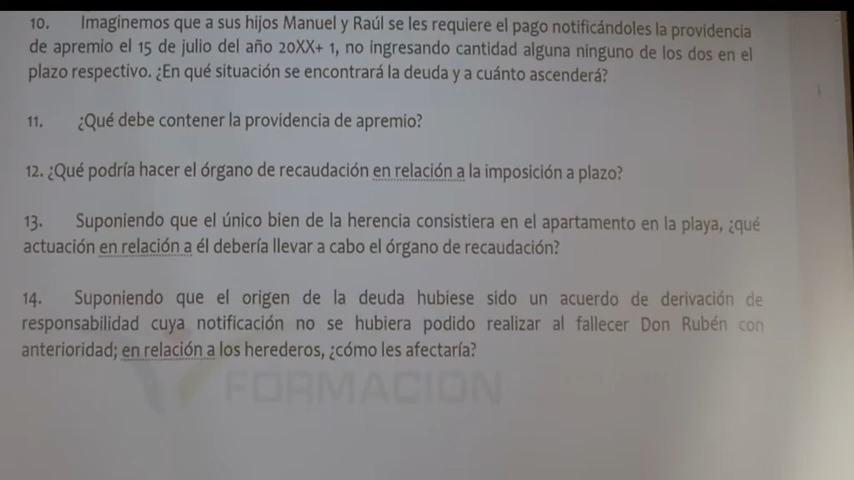 10. Imaginemos que a sus hijos Manuel y Raúl se les requiere el pago notificándoles la providencia
de apremio el 15 de julio del año 20XX+ 1, no ingresando cantidad alguna ninguno de los dos en el
plazo respectivo. ¿En qué situación se encontrará la deuda y a cuánto ascenderá?
11. ¿Qué debe contener la providencia de apremio?
12. ¿Qué podría hacer el órgano de recaudación en relación a la imposición a plazo?
13. Suponiendo que el único bien de la herencia consistiera en el apartamento en la playa, ¿qué
actuación en relación a él debería llevar a cabo el órgano de recaudación?
14. Suponiendo que el origen de la deuda hubiese sido un acuerdo de derivación de
responsabilidad cuya notificación no se hubiera podido realizar al fallecer Don Rubén con
anterioridad; en relación a los herederos, ¿cómo les afectaría?
FORMACION